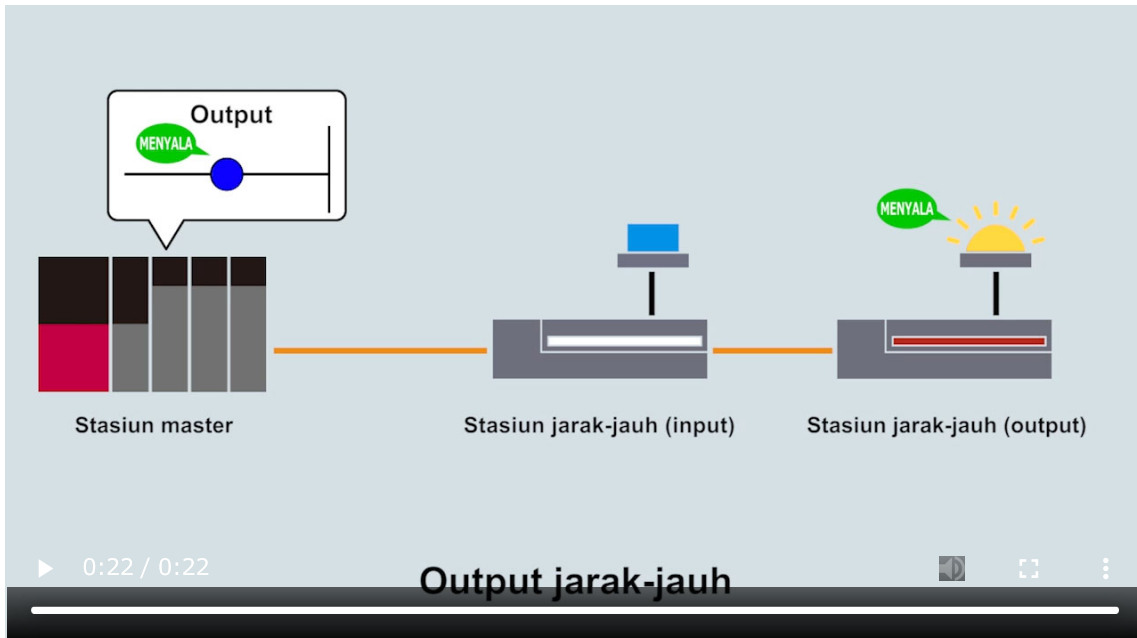 Output
MENYALA
MENYALA
Stasiun master
Stasiun jarak-jauh (input)
Stasiun jarak-jauh (output)
0:22 / 0:22
Output jarak-jauh